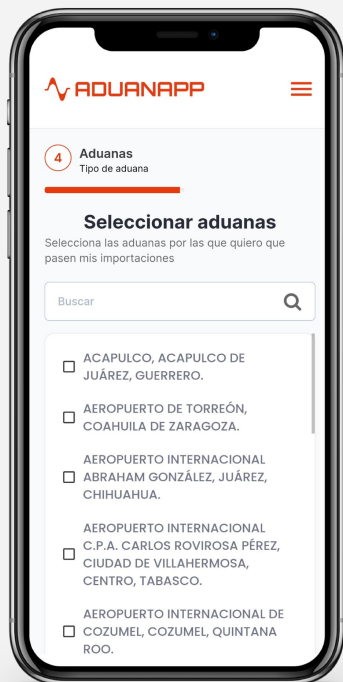 ADUANAPP
4
Aduanas
Tipo de aduana
Seleccionar aduanas
Selecciona las aduanas por las que quiero que
pasen mis importaciones
Buscar
ACAPULCO, ACAPULCO DE
JUÁREZ, GUERRERO.
AEROPUERTO DE TORREÓN,
COAHUILA DE ZARAGOZA.
AEROPUERTO INTERNACIONAL
ABRAHAM GONZÁLEZ, JUÁREZ,
CHIHUAHUA.
AEROPUERTO INTERNACIONAL
C.P.A. CARLOS ROVIROSA PÉREZ,
CIUDAD DE VILLAHERMOSA,
CENTRO, TABASCO.
AEROPUERTO INTERNACIONAL DE
COZUMEL, COZUMEL, QUINTANA
ROO.